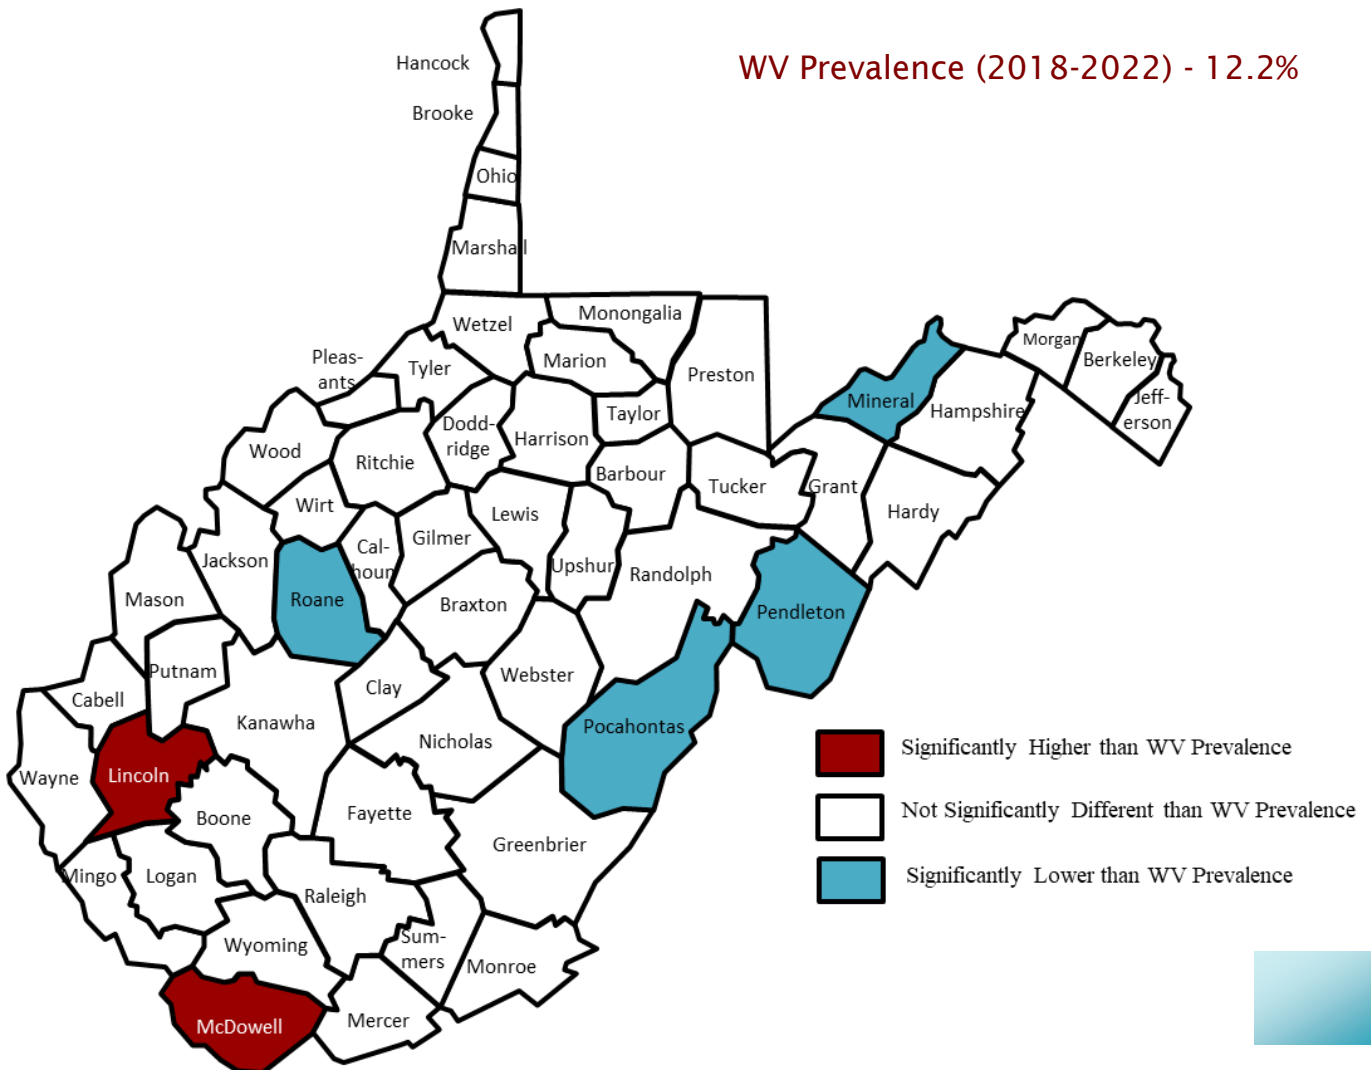 WV Prevalence (2018-2022) - 12.2%
Hancock
Brooke
Ohio
Marshall
Wetzel
Monongalia
Marion
Preston
Pleas-
ants
Tyler
Morgan
Berkeley
Jeff-
erson
Mineral
Hampshire
Wood
Ritchie
Dodd-
ridge
Harrison
Taylor
Barbour
Tucker
Grant
Hardy
Wirt
Lewis
Gilmer
Cal-
houn
Jackson
Upshur
Randolph
Mason
Roane
Braxton
Pendleton
Putnam
Cabell
Clay
Webster
Kanawha
Nicholas
Pocahontas
Wayne
Lincoln
Boone
Fayette
Greenbrier
Mingo
Logan
Raleigh
Wyoming
Sum-
mers
Monroe
McDowell
Mercer
Significantly Higher than WV Prevalence
Not Significantly Different than WV Prevalence
Significantly Lower than WV Prevalence